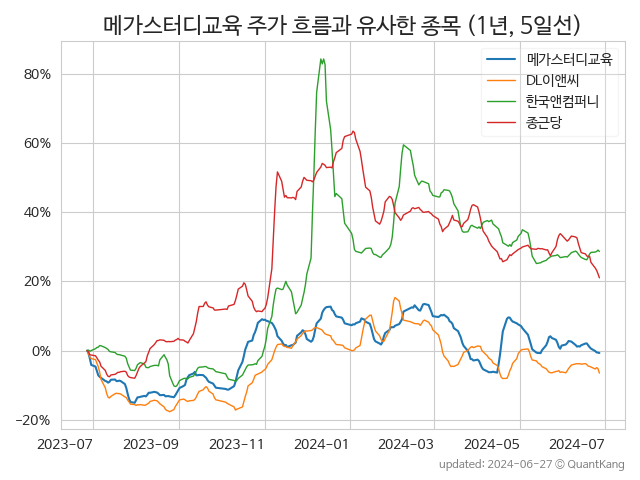 메가스터디교육 주가 흐름과 유사한 종목 (1년, 5일선)
메가스터디교육
DL이앤씨
한국앤컴퍼니
종근당
80%
60%
40%
20%
0%
−20%
2023-07
2023-09
2023-11
2024-01
2024-03
2024-05
2024-07
updated: 2024-06-27 © QuantKang